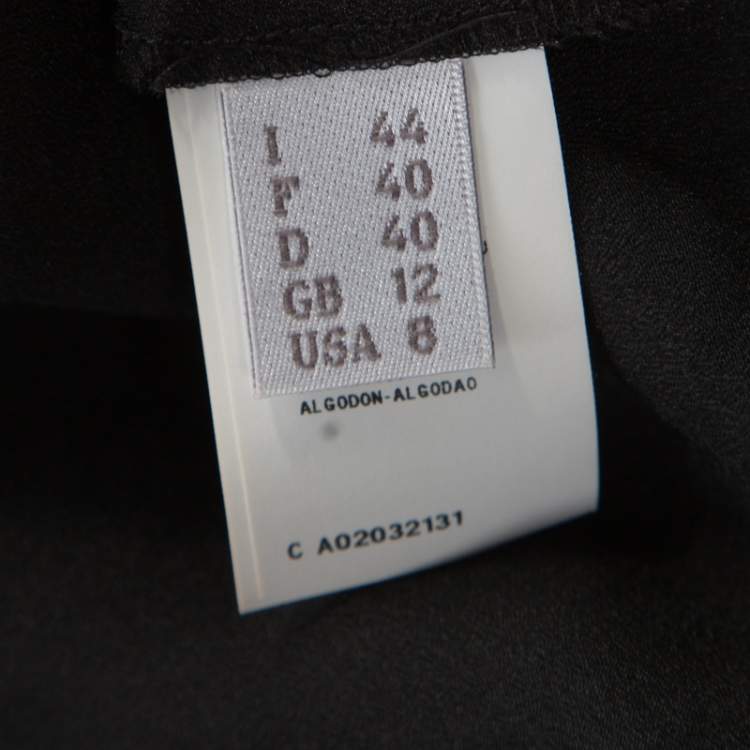 I 44
F 40
D 40
GB 12
USA 8
ALGODON-ALGODAO
C A02032131